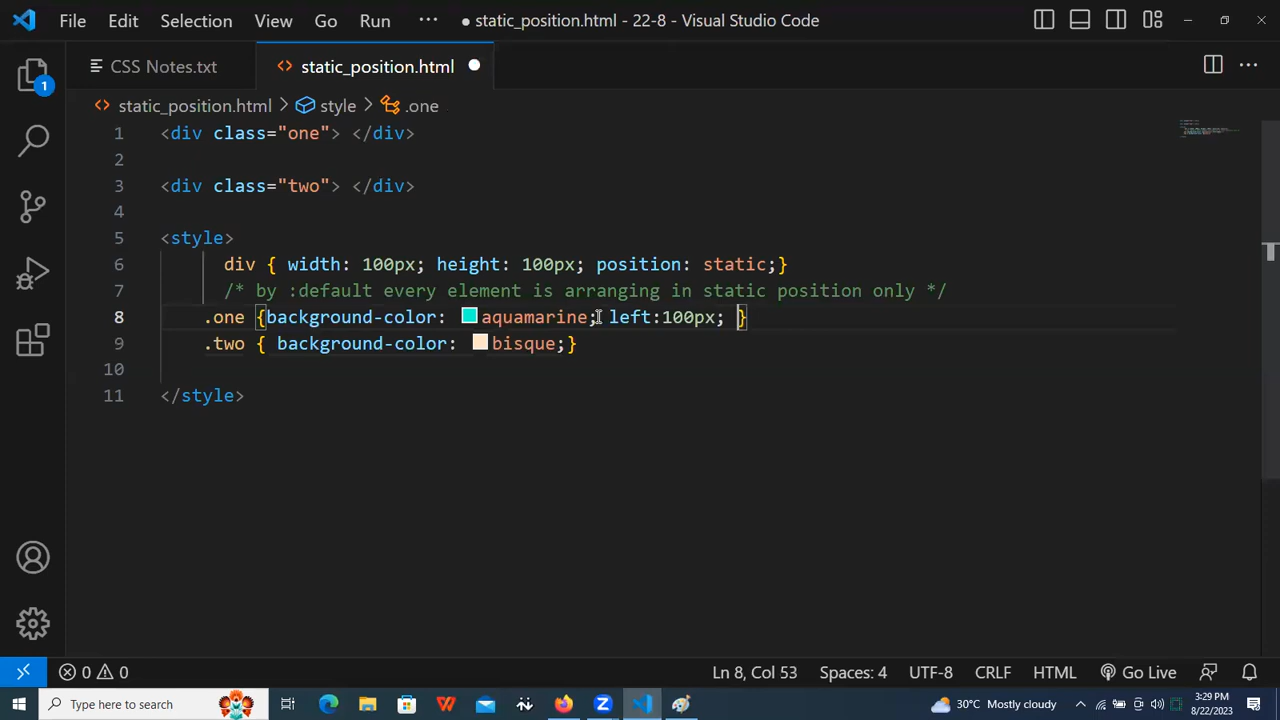 File Edit Selection View Go Run ··· ● static_position.html - 22-8 - Visual Studio Code
CSS Notes.txt static_position.html
1
static_position.html > style > .one
1 <div class="one"> </div>
2
3 <div class="two"> </div>
4
5 <style>
6 div { width: 100px; height: 100px; position: static;}
7 /* by :default every element is arranging in static position only */
8 .one {background-color: aquamarine; left:100px; }
9 .two { background-color: bisque;}
10
11 </style>
0 0 Ln 8, Col 53 Spaces: 4 UTF-8 CRLF HTML Go Live
Type here to search 30°C Mostly cloudy 3:29 PM
8/22/2023